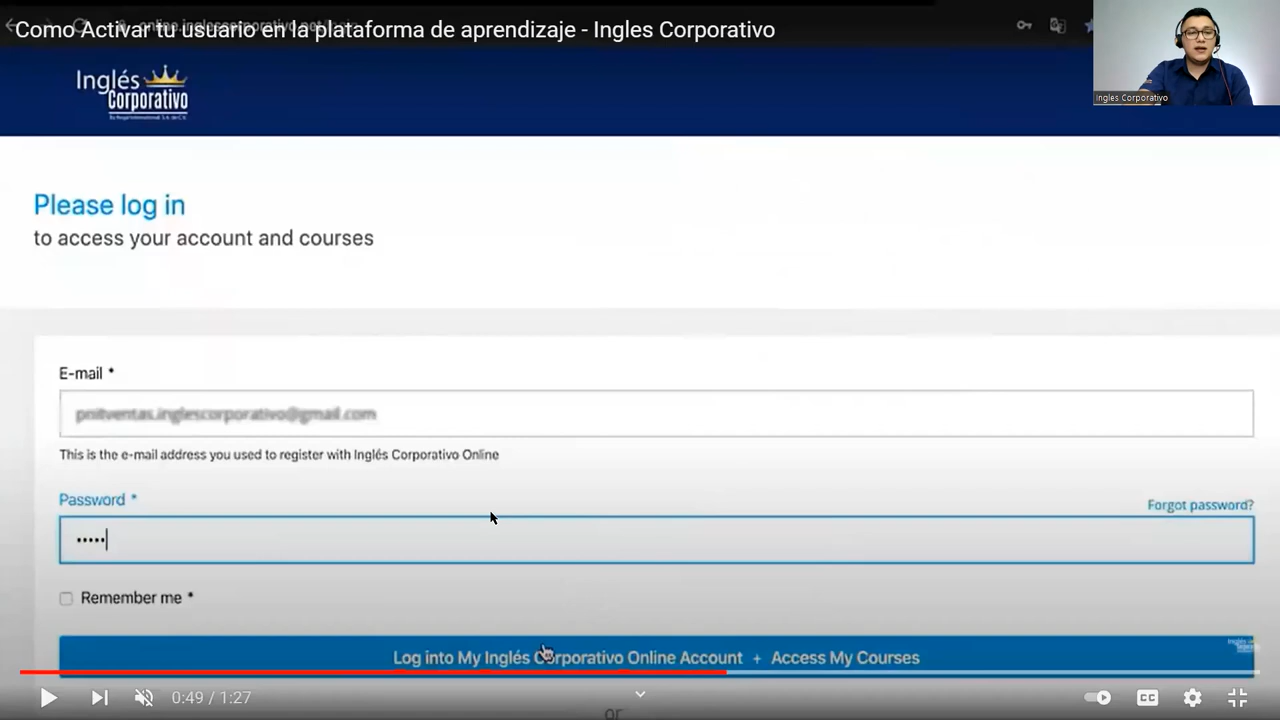 Como Activar tu usuario en la plataforma de aprendizaje - Ingles Corporativo
Inglés
Corporativo
Ingles Corporativo
Please log in
to access your account and courses
E-mail *
This is the e-mail address you used to register with Inglés Corporativo Online
Password *
Forgot password?
•••••
Remember me *
Log into My Inglés Corporativo Online Account + Access My Courses
0:49 / 1:27
CC
or